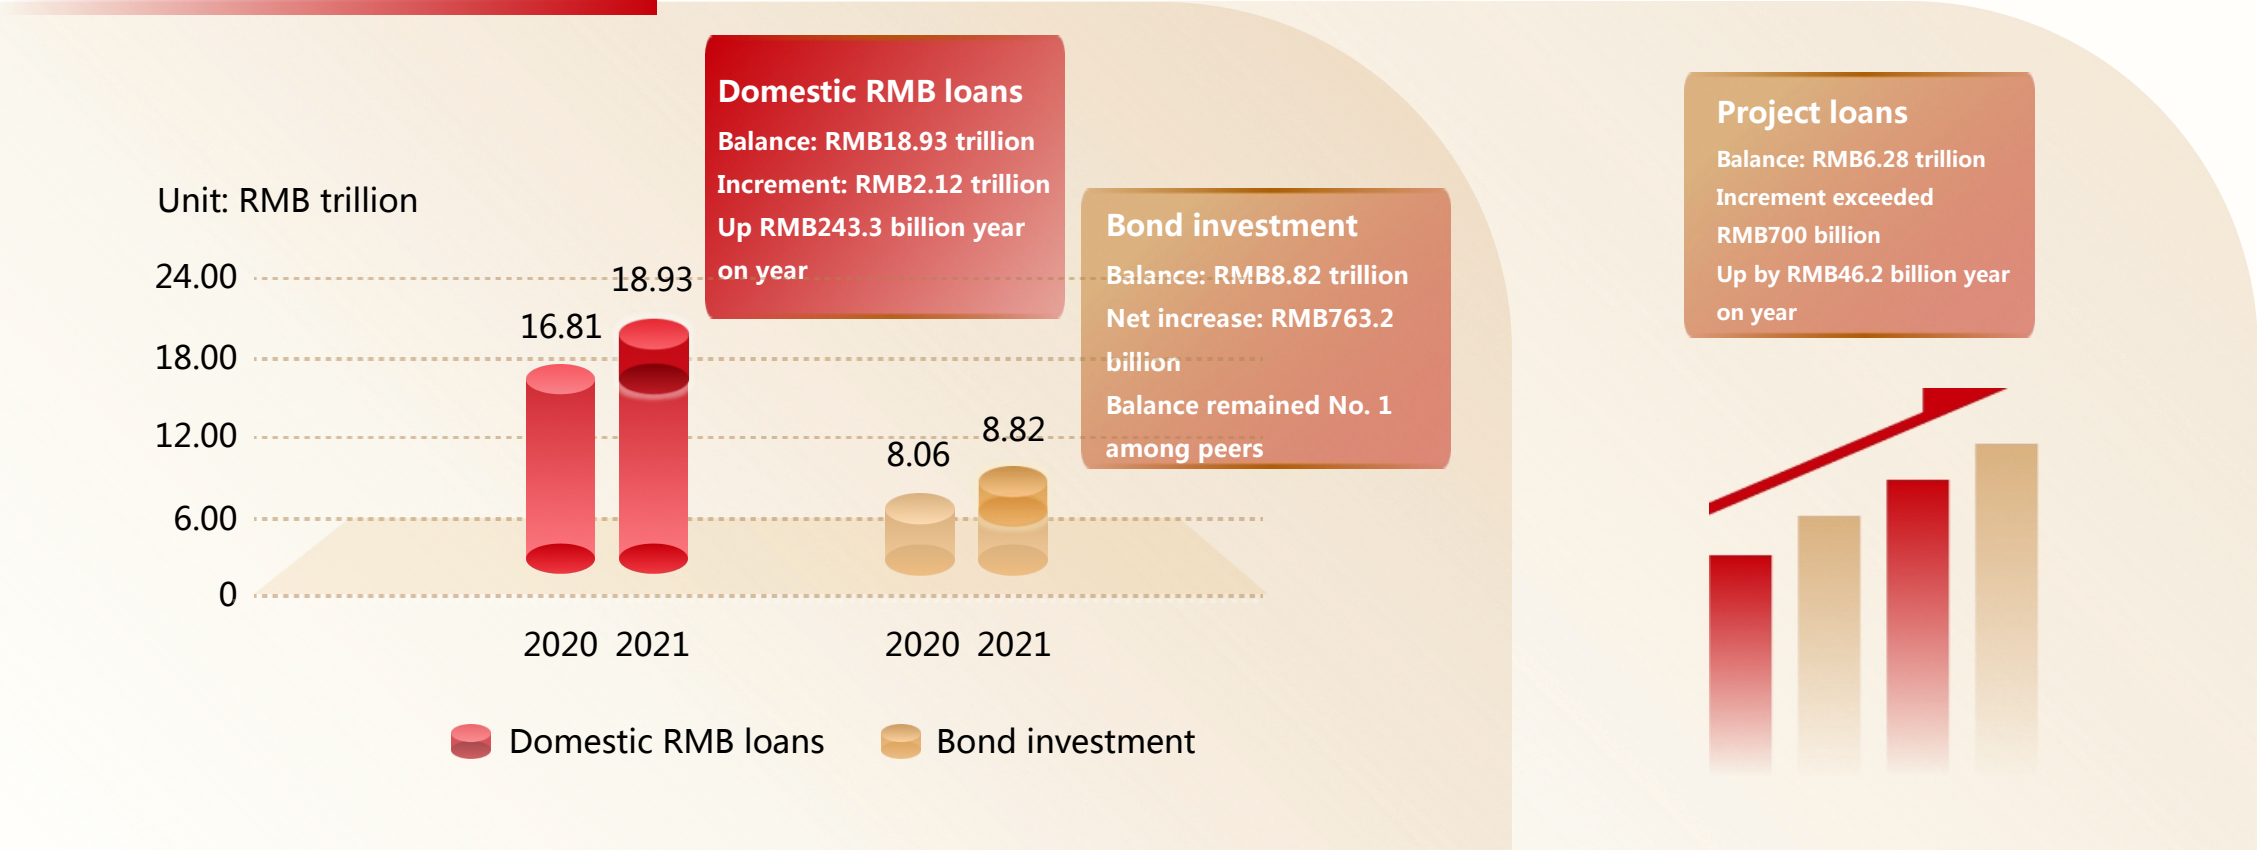 Domestic RMB loans
Balance: RMB18.93 trillion
Increment: RMB2.12 trillion
Up RMB243.3 billion year
on year
Project loans
Balance: RMB6.28 trillion
Increment exceeded
RMB700 billion
Up by RMB46.2 billion year
on year
Bond investment
Balance: RMB8.82 trillion
Net increase: RMB763.2
billion
Balance remained No. 1
among peers
Unit: RMB trillion
24.00
18.00
12.00
6.00
0
16.81
18.93
8.06
8.82
2020 2021 2020 2021
Domestic RMB loans Bond investment